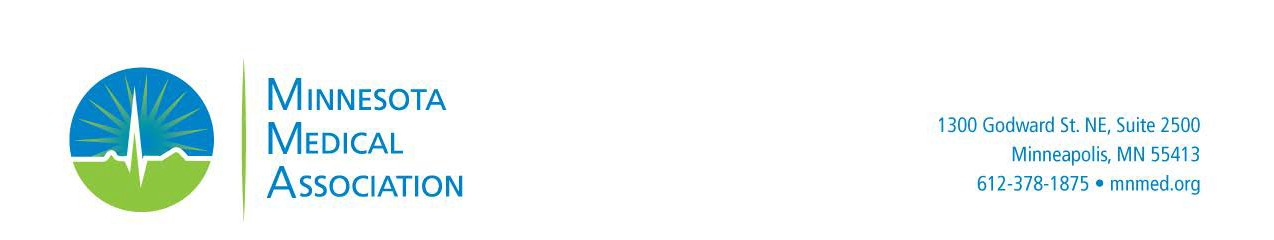 MINNESOTA
MEDICAL
ASSOCIATION
1300 Godward St. NE, Suite 2500
Minneapolis, MN 55413
612-378-1875 • mnmed.org